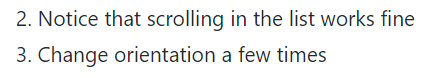 2. Notice that scrolling in the list works fine
3. Change orientation a few times